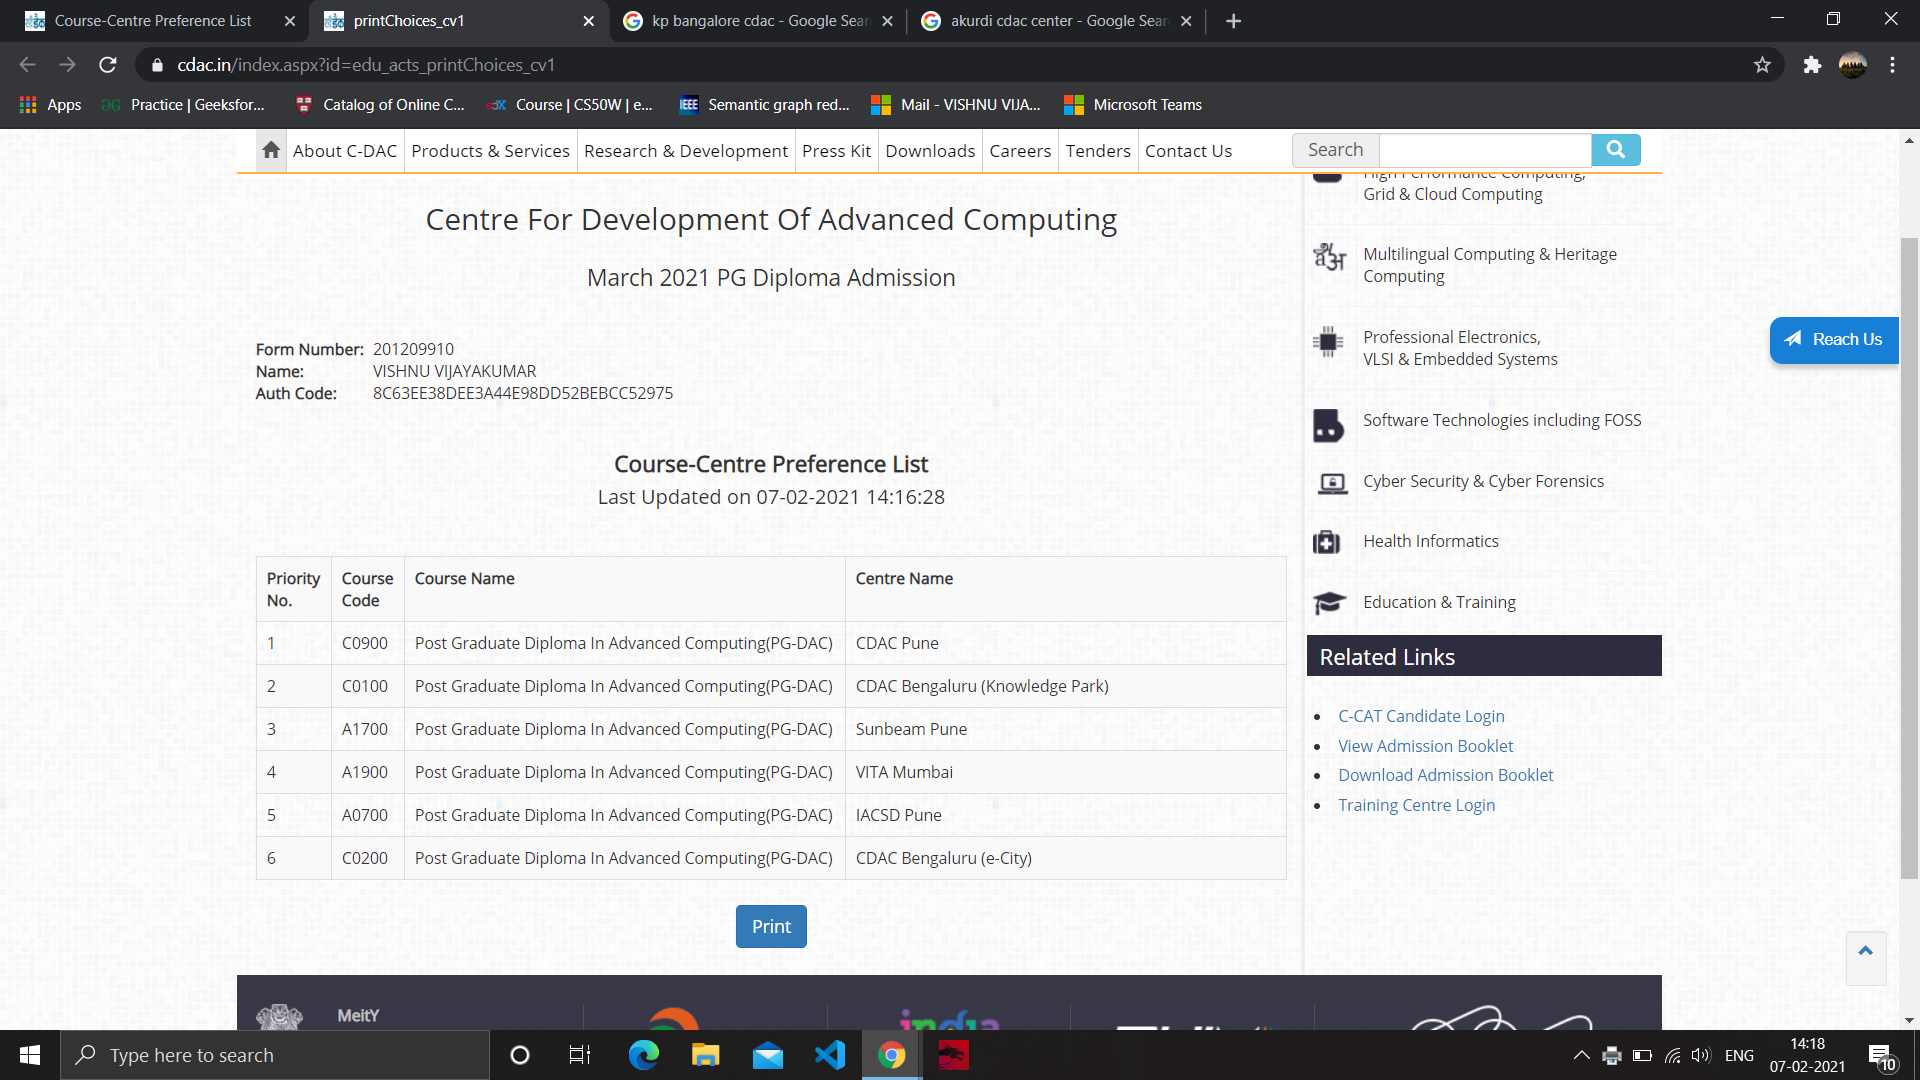 Course-Centre Preference List
printChoices_cv1
kp bangalore cdac - Google Sear
akurdi cdac center - Google Sear
cdac.in/index.aspx?id=edu_acts_printChoices_cv1
Apps
Practice | Geeksfor...
Catalog of Online C...
Course | CS50W | e...
Semantic graph red...
Mail - VISHNU VIJA...
Microsoft Teams
About C-DAC
Products & Services
Research & Development
Press Kit
Downloads
Careers
Tenders
Contact Us
Search
Centre For Development Of Advanced Computing
March 2021 PG Diploma Admission
Form Number: 201209910
Name: VISHNU VIJAYAKUMAR
Auth Code: 8C63EE38DEE3A44E98DD52BEBCC52975
Course-Centre Preference List
Last Updated on 07-02-2021 14:16:28
Priority No. Course Code Course Name Centre Name
1 C0900 Post Graduate Diploma In Advanced Computing(PG-DAC) CDAC Pune
2 C0100 Post Graduate Diploma In Advanced Computing(PG-DAC) CDAC Bengaluru (Knowledge Park)
3 A1700 Post Graduate Diploma In Advanced Computing(PG-DAC) Sunbeam Pune
4 A1900 Post Graduate Diploma In Advanced Computing(PG-DAC) VITA Mumbai
5 A0700 Post Graduate Diploma In Advanced Computing(PG-DAC) IACSD Pune
6 C0200 Post Graduate Diploma In Advanced Computing(PG-DAC) CDAC Bengaluru (e-City)
Print
High Performance Computing,
Grid & Cloud Computing
Multilingual Computing & Heritage
Computing
Professional Electronics,
VLSI & Embedded Systems
Software Technologies including FOSS
Cyber Security & Cyber Forensics
Health Informatics
Education & Training
Related Links
C-CAT Candidate Login
View Admission Booklet
Download Admission Booklet
Training Centre Login
Reach Us
MeitY
india
Type here to search
ENG
14:18
07-02-2021
10